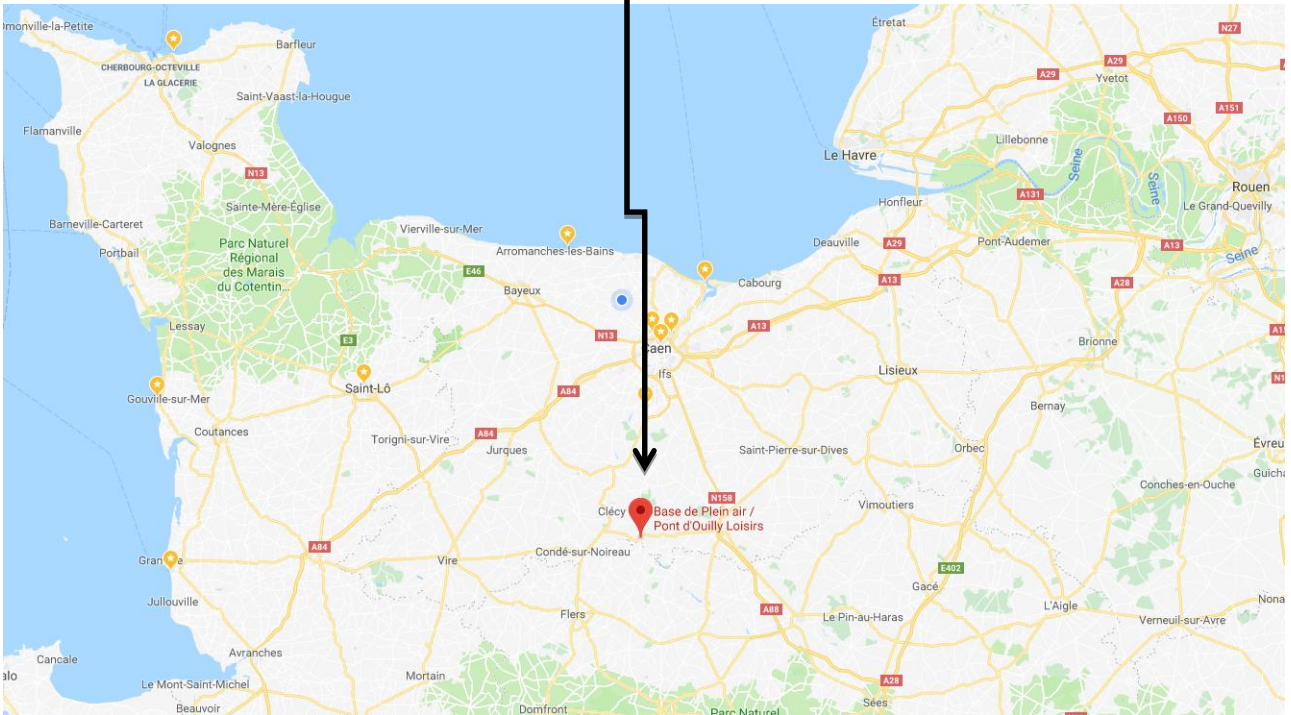 Omonville-la-Petite
Étretat
N27
Barfleur
CHERBOURG-OCTEVILLE
LA GLACERIE
A29
A29
Yvetot
Saint-Vaast-la-Hougue
A151
A150
Flamanville
Valognes
Lillebonne
Le Havre
N13
Seine
Seine
A131
Rouen
Le Grand-Quevilly
Sainte-Mère-Église
Honfleur
Barneville-Carteret
Vierville-sur-Mer
Parc Naturel
Régional
des Marais
du Cotentin...
Portbail
Arromanches-les-Bains
Deauville
A29
Pont-Audemer
A13
Seine
E46
Bayeux
Cabourg
A13
A28
Lessay
E3
N13
Caen
A13
Brionne
Ifs
Lisieux
Saint-Lô
A84
Gouville-sur-Mer
Bernay
Coutances
Torigni-sur-Vire
A84
Jurques
Saint-Pierre-sur-Dives
Orbec
Conches-en-Ouche
N158
Vimoutiers
Clécy
Base de Plein air /
Pont d'Ouilly Loisirs
A84
Condé-sur-Noireau
Vire
Granville
E402
Gacé
Jullouville
Flers
A88
Le Pin-au-Haras
L'Aigle
Verneuil-sur-Avre
Avranches
Cancale
Mortain
A28
Le Mont-Saint-Michel
Beauvoir
Domfront
Parc Naturel
Sées